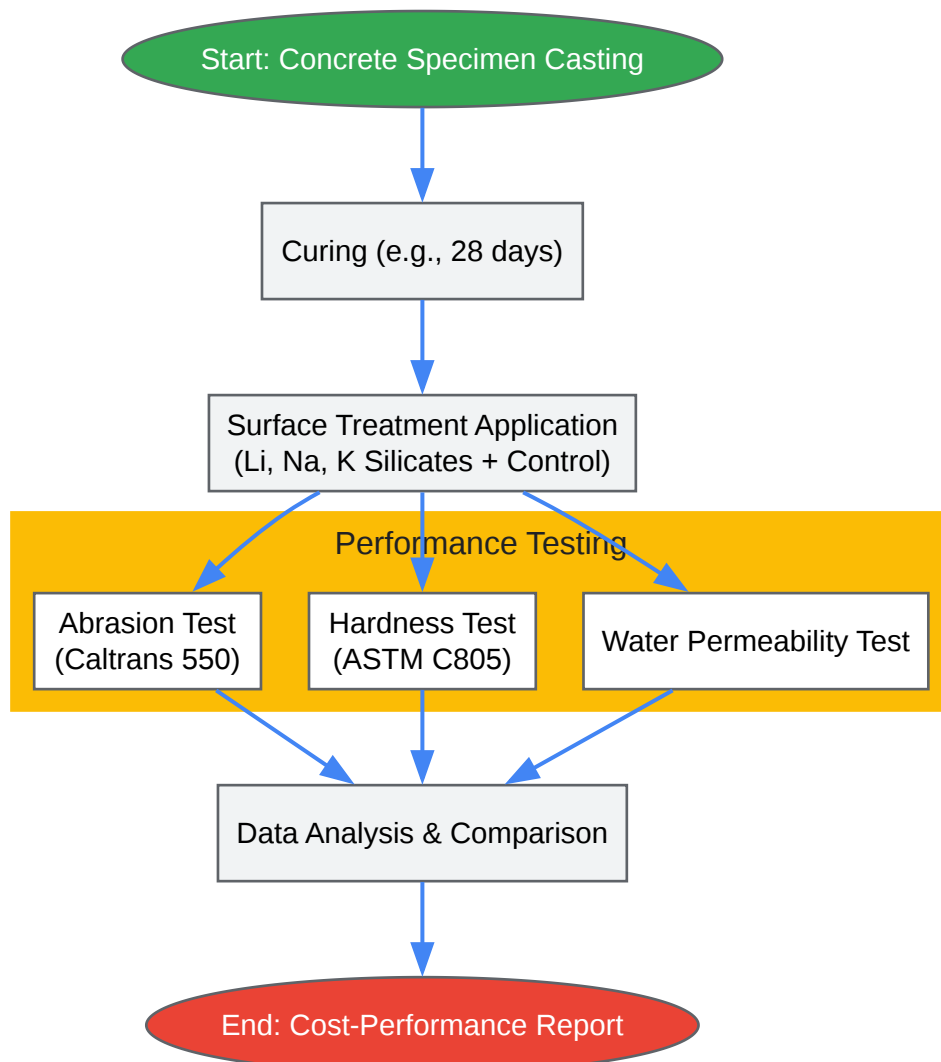 Start: Concrete Specimen Casting
Curing (e.g., 28 days)
Surface Treatment Application
(Li, Na, K Silicates + Control)
Performance Testing
Abrasion Test
(Caltrans 550)
Hardness Test
(ASTM C805)
Water Permeability Test
Data Analysis & Comparison
End: Cost-Performance Report